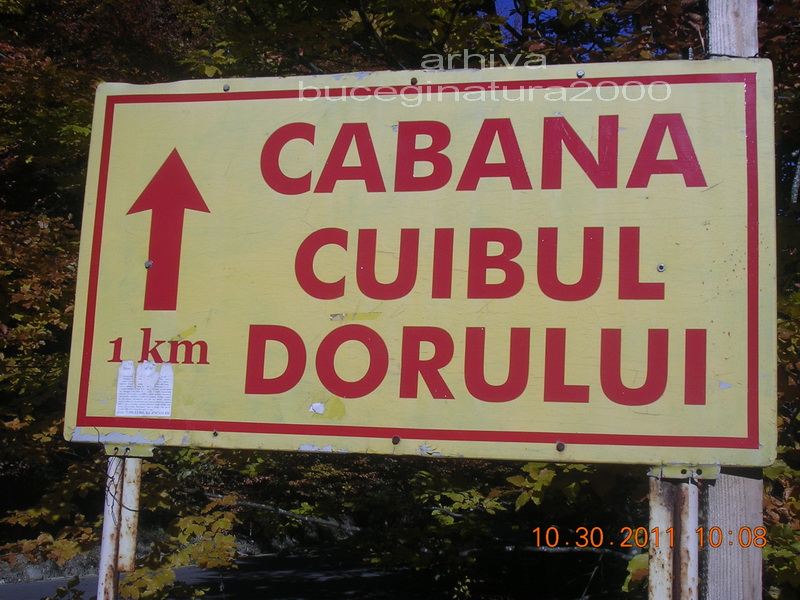 arhiva
buceginatura2000
CABANA
CUIBUL
DORULUI
1 km
10.30.2011 10:08